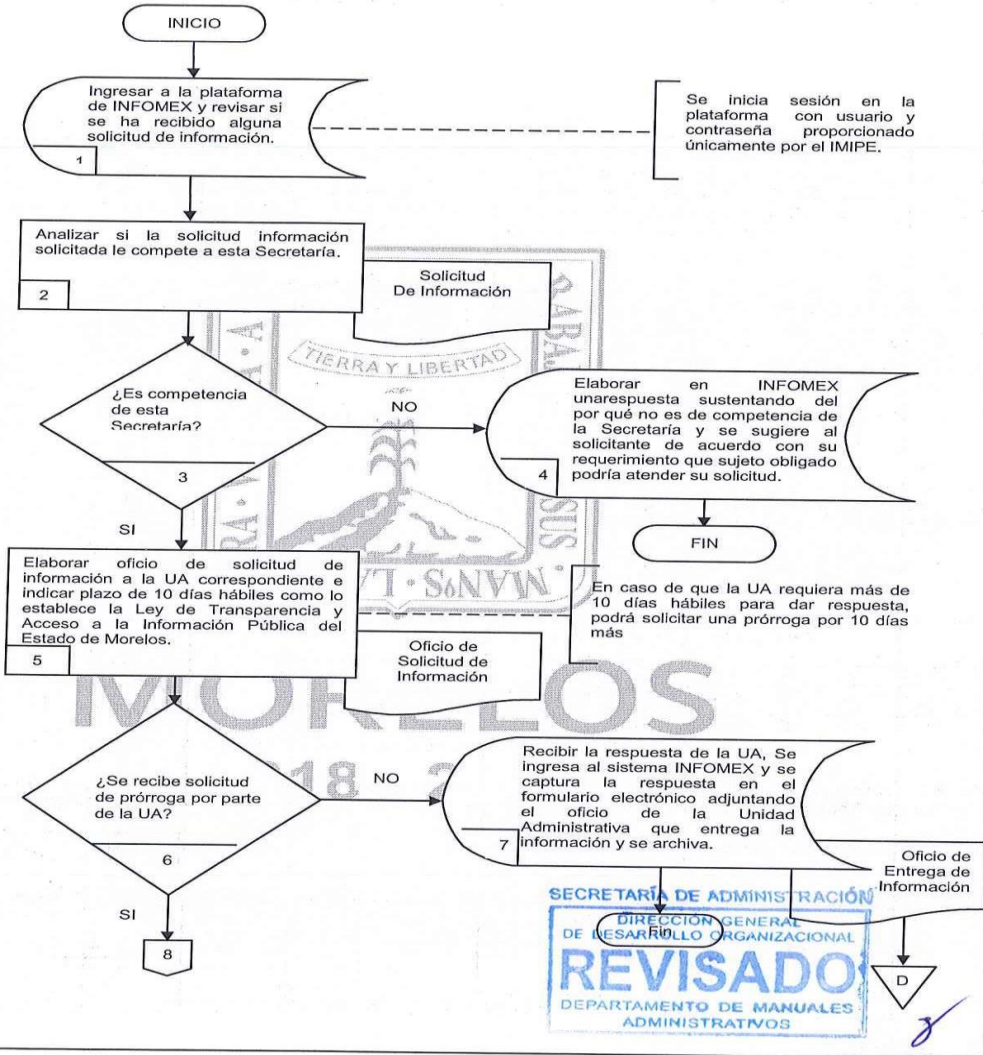 INICIO
Ingresar a la plataforma
de INFOMEX y revisar si
se ha recibido alguna
solicitud de información.
1
Se inicia sesión en la
plataforma con usuario y
contraseña proporcionado
únicamente por el IMIPE.
Analizar si la solicitud información
solicitada le compete a esta Secretaría.
2
Solicitud
De Información
TIERRA Y LIBERTAD
¿Es competencia
de esta
Secretaría?
3
NO
Elaborar en INFOMEX
unarespuesta sustentando del
por qué no es de competencia de
la Secretaría y se sugiere al
solicitante de acuerdo con su
requerimiento que sujeto obligado
podría atender su solicitud.
4
FIN
SI
Elaborar oficio de solicitud de
información a la UA correspondiente e
indicar plazo de 10 días hábiles como lo
establece la Ley de Transparencia y
Acceso a la Información Pública del
Estado de Morelos.
5
En caso de que la UA requiera más de
10 días hábiles para dar respuesta,
podrá solicitar una prórroga por 10 días
más
Oficio de
Solicitud de
Información
MORELOS
¿Se recibe solicitud
de prórroga por parte
de la UA?
6
NO
Recibir la respuesta de la UA, Se
ingresa al sistema INFOMEX y se
captura la respuesta en el
formulario electrónico adjuntando
el oficio de la Unidad
Administrativa que entrega la
información y se archiva.
7
Oficio de
Entrega de
Información
Fin
D
SI
8
SECRETARÍA DE ADMINISTRACIÓN
DIRECCIÓN GENERAL
DE DESARROLLO ORGANIZACIONAL
REVISADO
DEPARTAMENTO DE MANUALES
ADMINISTRATIVOS